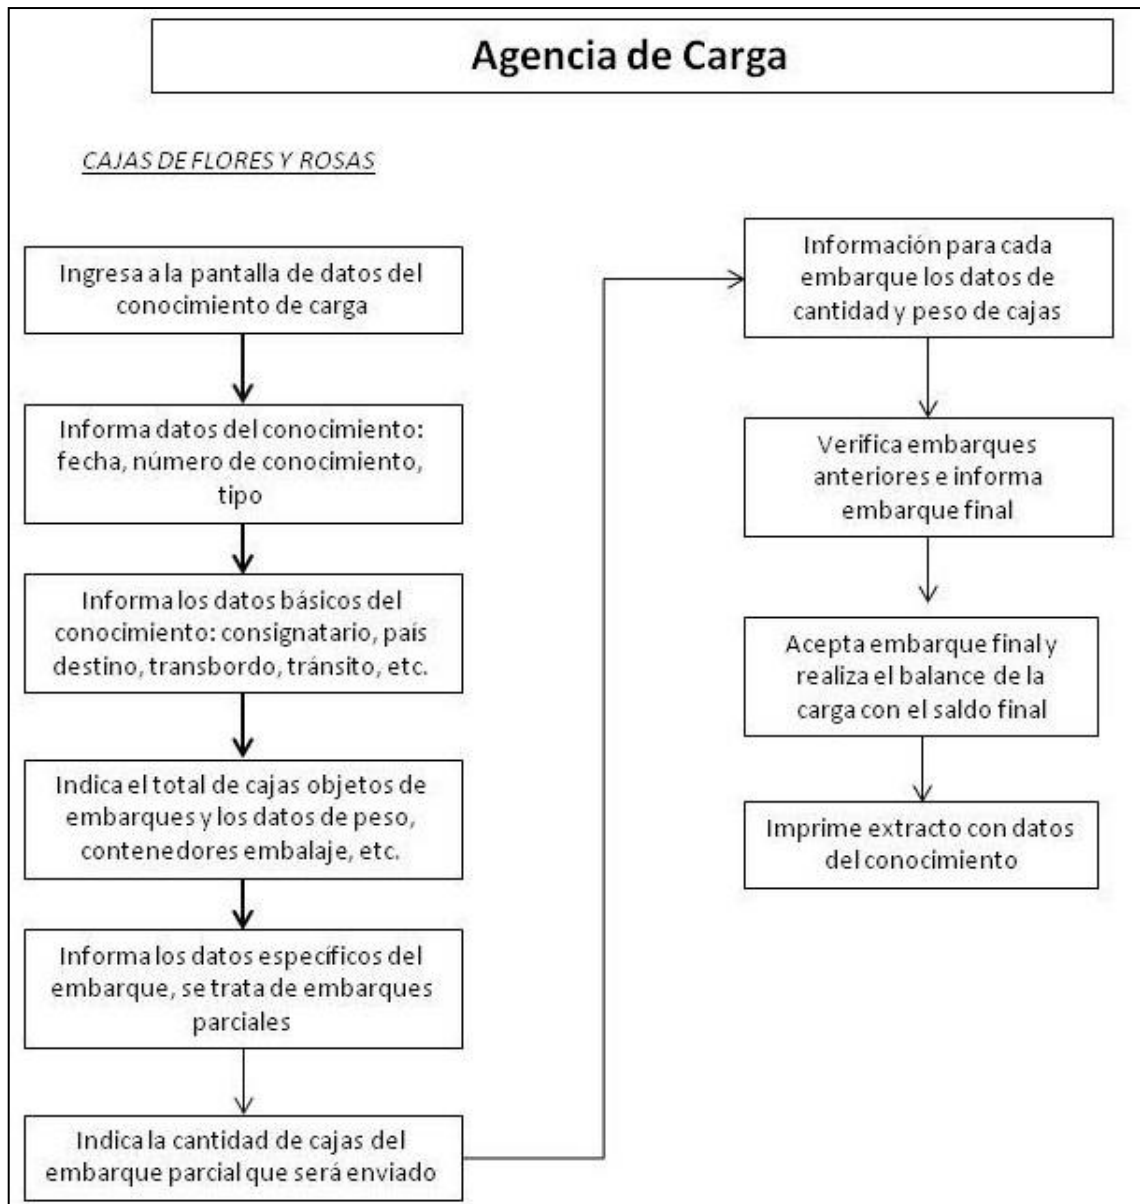 Agencia de Carga
CAJAS DE FLORES Y ROSAS
Ingresa a la pantalla de datos del
conocimiento de carga
Informa datos del conocimiento:
fecha, número de conocimiento,
tipo
Informa los datos básicos del
conocimiento: consignatario, país
destino, transbordo, tránsito, etc.
Indica el total de cajas objetos de
embarques y los datos de peso,
contenedores embalaje, etc.
Informa los datos específicos del
embarque, se trata de embarques
parciales
Indica la cantidad de cajas del
embarque parcial que será enviado
Información para cada
embarque los datos de
cantidad y peso de cajas
Verifica embarques
anteriores e informa
embarque final
Acepta embarque final y
realiza el balance de la
carga con el saldo final
Imprime extracto con datos
del conocimiento